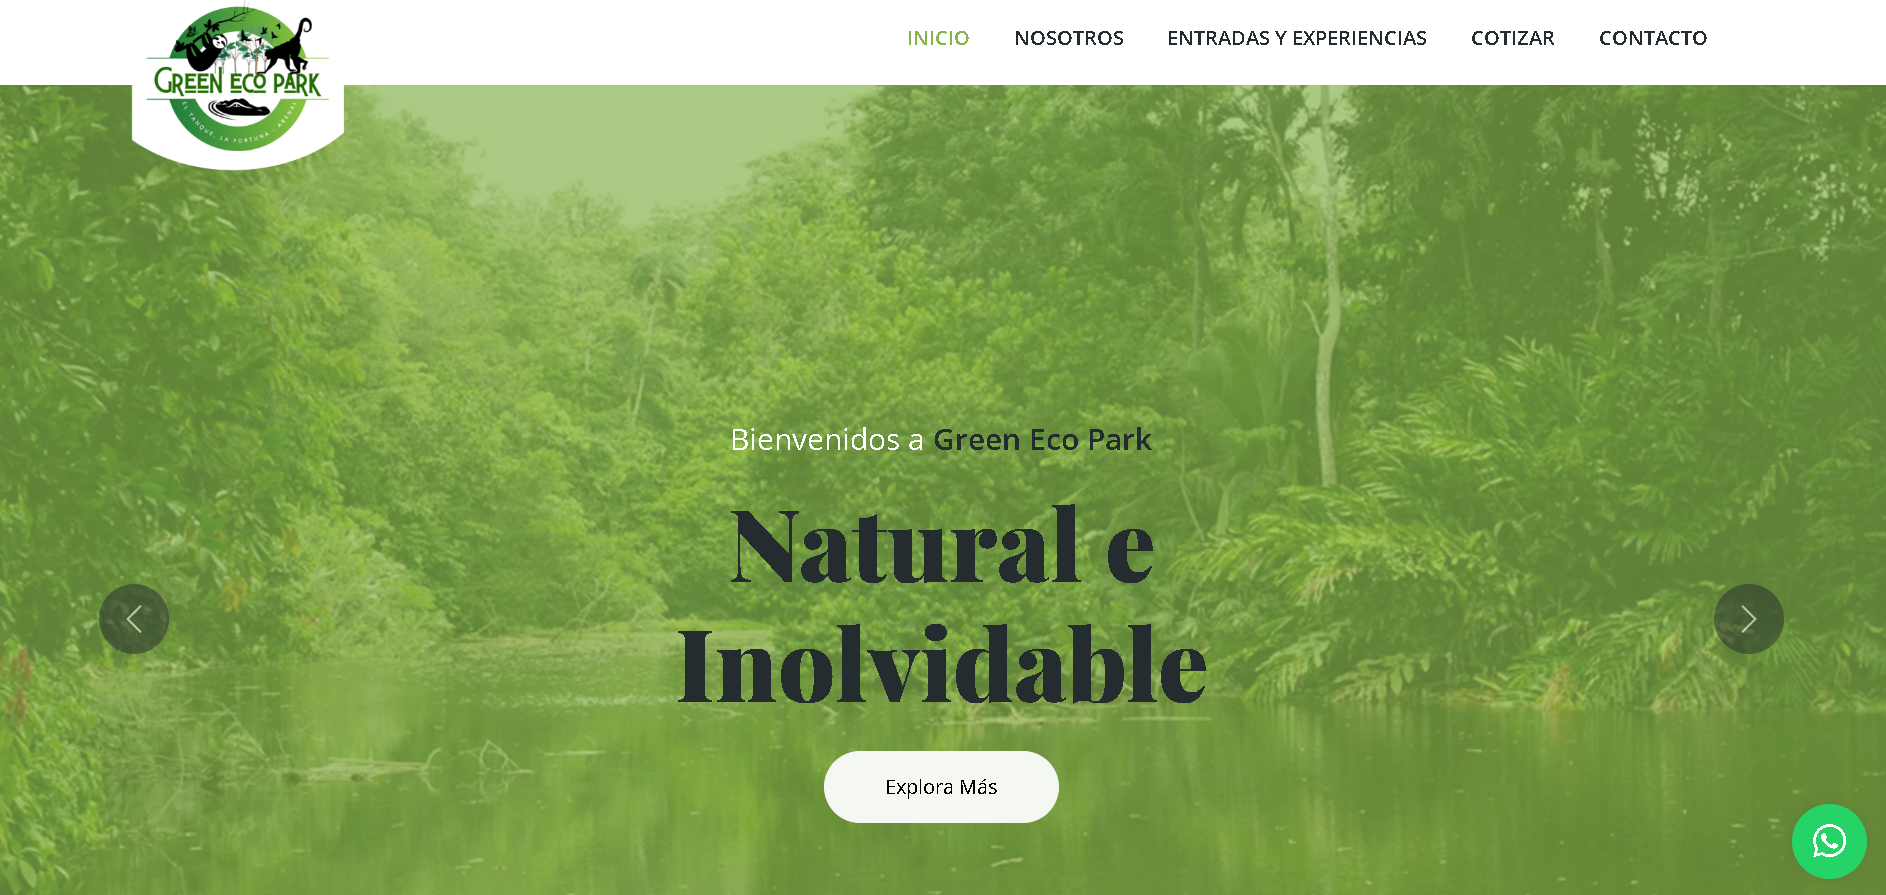 GREEN ECO PARK
EL TANQUE, LA FORTUNA - ARENAL
INICIO
NOSOTROS
ENTRADAS Y EXPERIENCIAS
COTIZAR
CONTACTO
Bienvenidos a Green Eco Park
Natural e
Inolvidable
Explora Más